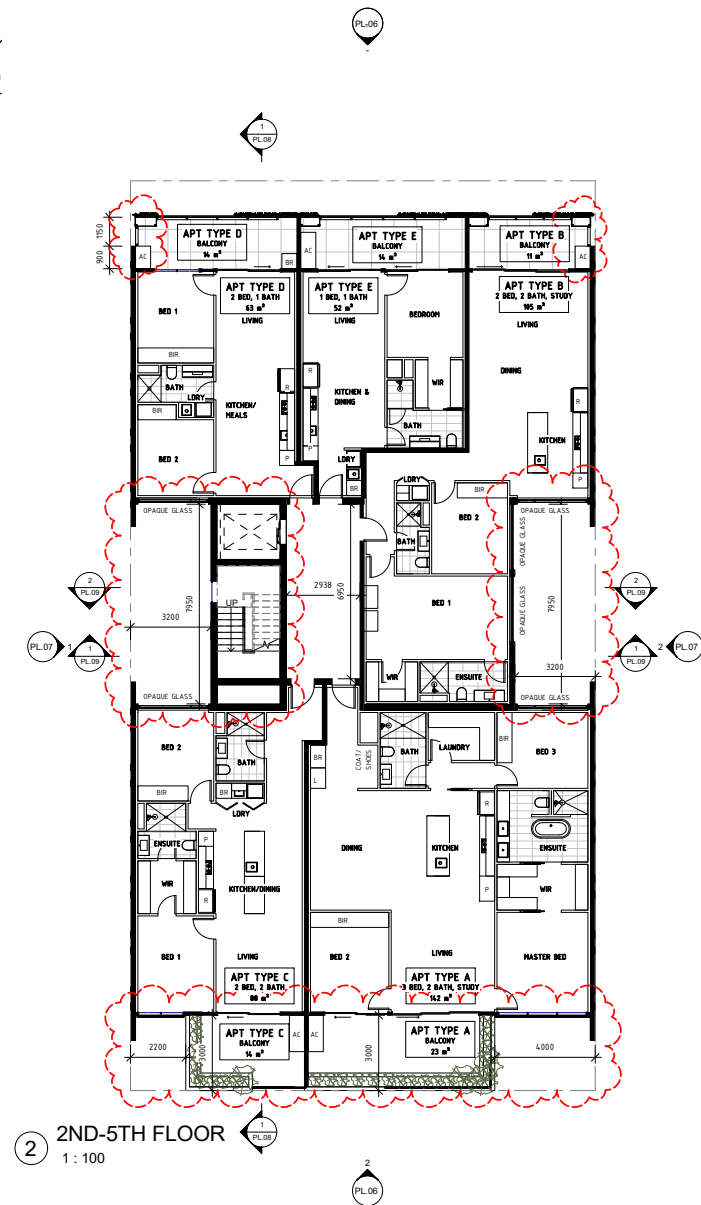 PL.06
-
1
PL.08
1150
900
APT TYPE D
BALCONY
14 m²
AC
BR
APT TYPE E
BALCONY
14 m²
AC
APT TYPE B
BALCONY
11 m²
AC
APT TYPE D
2 BED, 1 BATH
63 m²
LIVING
BED 1
BIR
BATH
LDRY
BIR
BED 2
KITCHEN/
MEALS
R
P
APT TYPE E
1 BED, 1 BATH
52 m²
LIVING
BEDROOM
R
WIR
KITCHEN &
DINING
BATH
P
LDRY
BR
APT TYPE B
2 BED, 2 BATH, STUDY
105 m²
LIVING
DINING
R
KITCHEN
P
LDRY
BIR
BED 2
BATH
BED 1
WIR
ENSUITE
OPAQUE GLASS
7950
3200
OPAQUE GLASS
UP
2938
6950
OPAQUE GLASS
OPAQUE GLASS
OPAQUE GLASS
7950
3200
OPAQUE GLASS
2
PL.09
PL.07
1
1
PL.09
2
PL.09
1
PL.09
2
PL.07
BED 2
BIR
BATH
BR
LDRY
ENSUITE
P
WIR
R
KITCHEN/DINING
BED 1
LIVING
APT TYPE C
2 BED, 2 BATH
88 m²
BR
L
COAT/
SHOES
BATH
LAUNDRY
BIR
BED 3
R
DINING
KITCHEN
ENSUITE
P
WIR
BIR
BED 2
LIVING
MASTER BED
APT TYPE A
3 BED, 2 BATH, STUDY
142 m²
APT TYPE C
BALCONY
14 m²
AC
AC
APT TYPE A
BALCONY
23 m²
2200
3000
3000
4000
2
2ND-5TH FLOOR
1 : 100
1
PL.08
2
PL.06